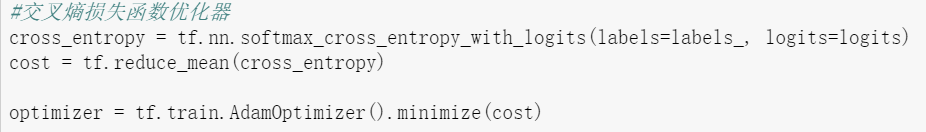 #交叉熵损失函数优化器
cross_entropy = tf.nn.softmax_cross_entropy_with_logits(labels=labels_, logits=logits)
cost = tf.reduce_mean(cross_entropy)
optimizer = tf.train.AdamOptimizer().minimize(cost)